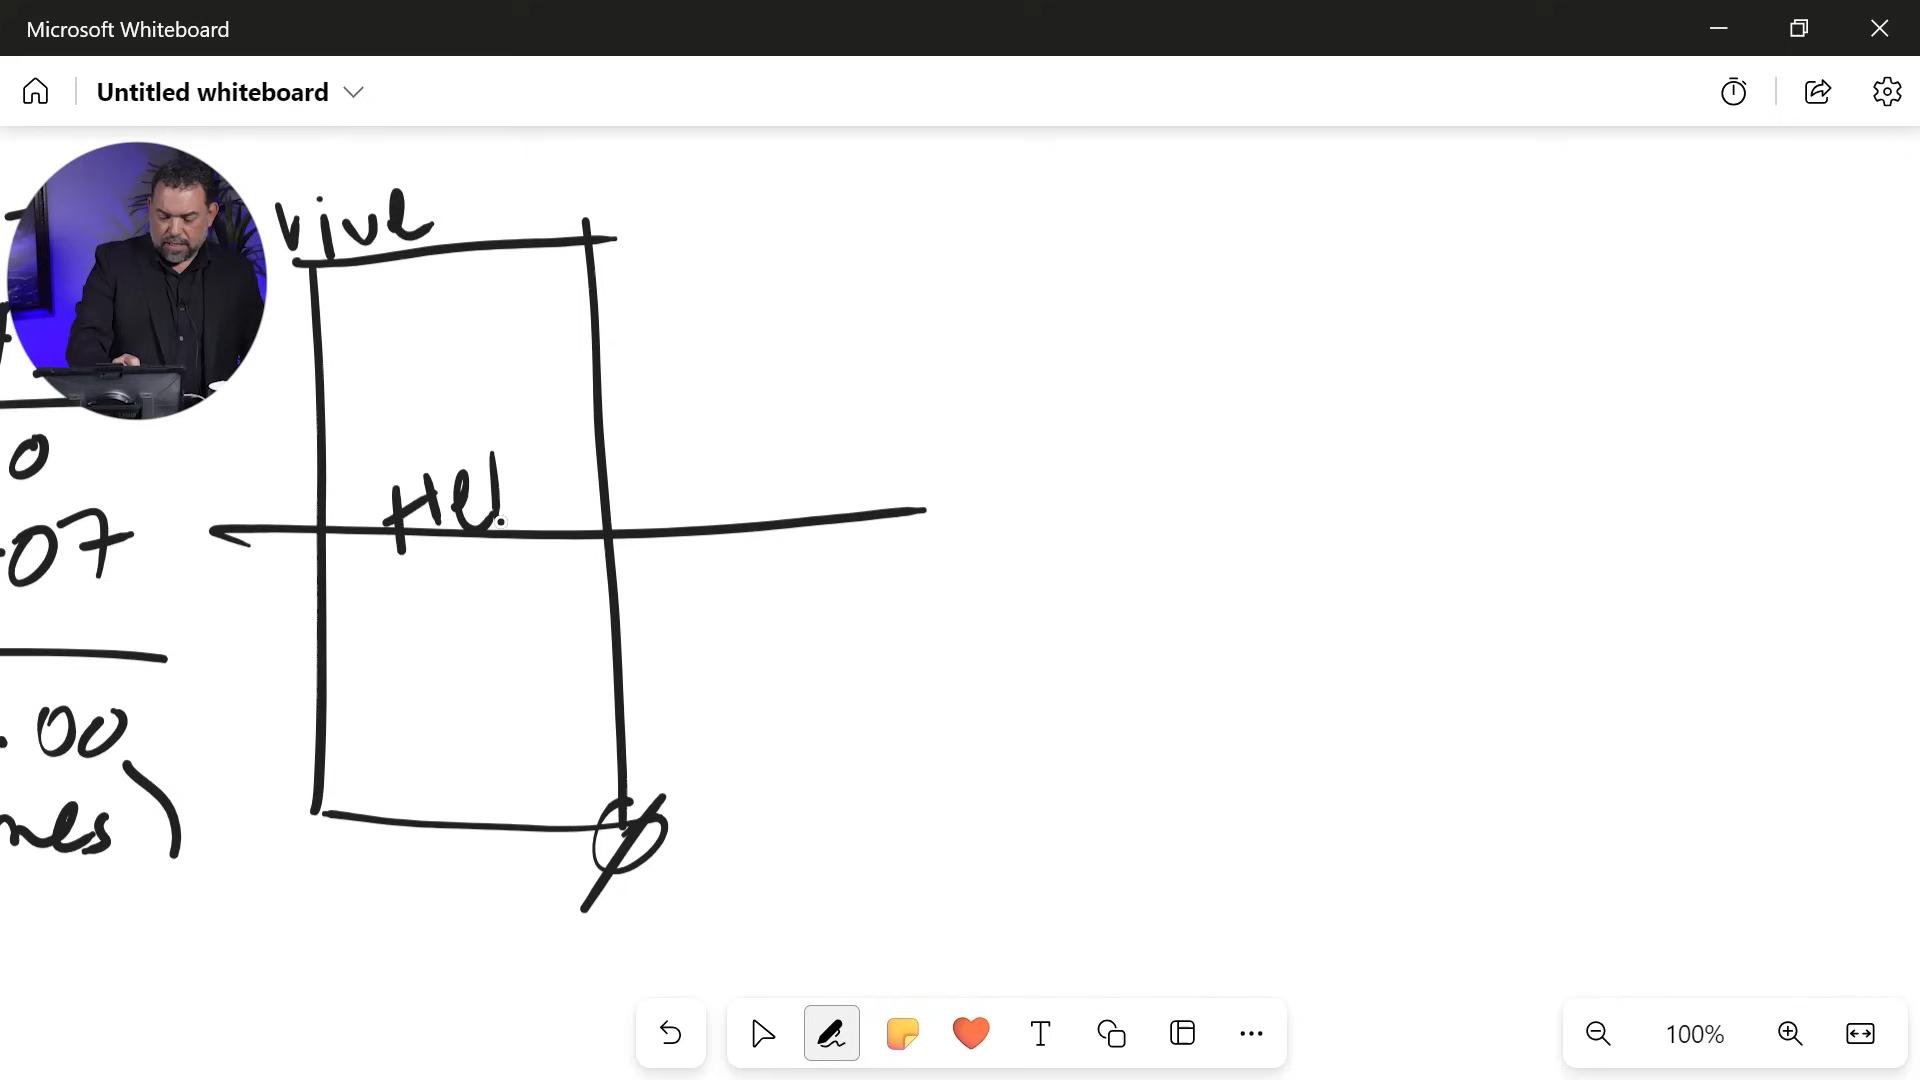 Microsoft Whiteboard
Untitled whiteboard
vive
Hel
0
07
.00
nes )
T
100%